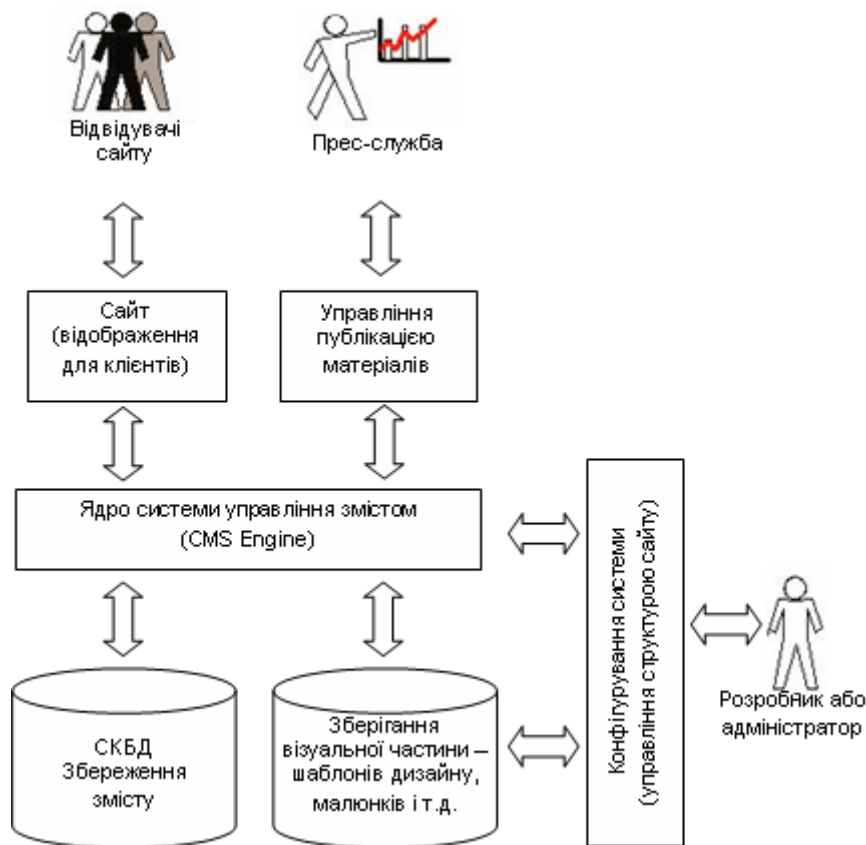 Відвідувачі
сайту
Прес-служба
Сайт
(відображення
для клієнтів)
Управління
публікацією
матеріалів
Ядро системи управління змістом
(CMS Engine)
Конфігурування системи
(управління структурою сайту)
Розробник або
адміністратор
СКБД
Збереження
змісту
Зберігання
візуальної частини –
шаблонів дизайну,
малюнків і т.д.